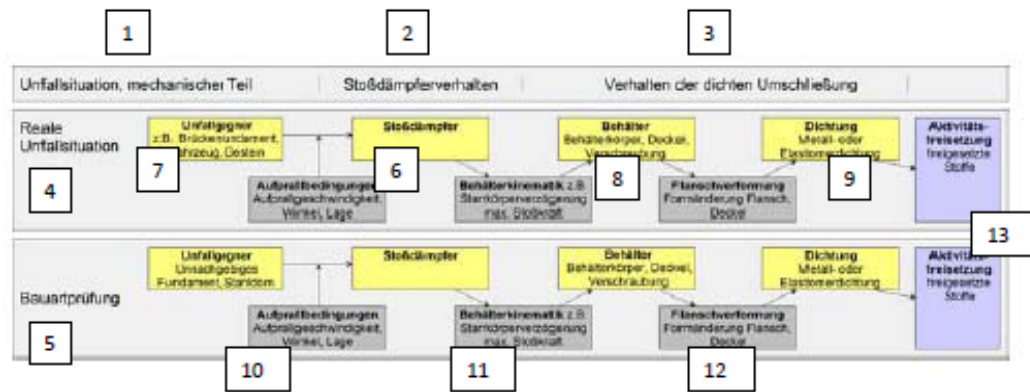 1
2
3
Unfallsituation, mechanischer Teil
Stoßdämpferverhalten
Verhalten der dichten Umschließung
Reale
Unfallsituation
4
Unfallgegner
z.B. Brückenfundament,
Fahrzeug, Gestein
7
Aufprallbedingungen
Aufprallgeschwindigkeit,
Winkel, Lage
Stoßdämpfer
6
Behälterkinematik z.B.
Starrkörperverzögerung
max. Stoßkraft
Behälter
Behälterkörper, Deckel,
Verschraubung
8
Flanschverformung
Formänderung Flansch,
Deckel
Dichtung
Metall- oder
Elastomerdichtung
9
Aktivitäts-
freisetzung
freigesetzte
Stoffe
13
Bauartprüfung
5
Unfallgegner
Unnachgiebiges
Fundament, Stahldorn
Aufprallbedingungen
Aufprallgeschwindigkeit,
Winkel, Lage
10
Stoßdämpfer
Behälterkinematik z.B.
Starrkörperverzögerung
max. Stoßkraft
11
Behälter
Behälterkörper, Deckel,
Verschraubung
Flanschverformung
Formänderung Flansch,
Deckel
12
Dichtung
Metall- oder
Elastomerdichtung
Aktivitäts-
freisetzung
freigesetzte
Stoffe